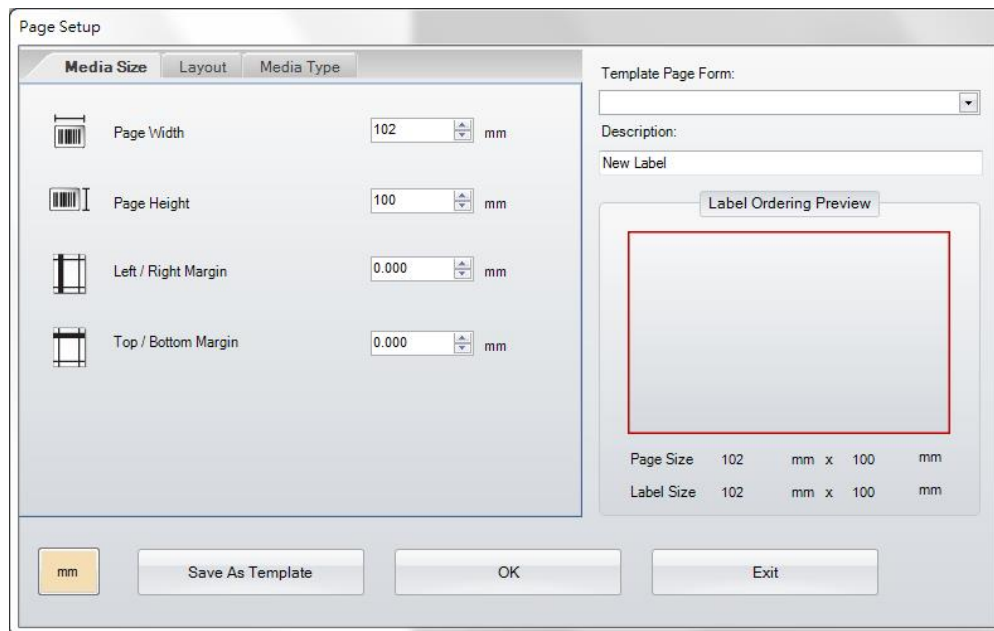 Page Setup
Media Size Layout Media Type
Page Width 102 mm
Page Height 100 mm
Left / Right Margin 0.000 mm
Top / Bottom Margin 0.000 mm
Template Page Form:
Description:
New Label
Label Ordering Preview
Page Size 102 mm x 100 mm
Label Size 102 mm x 100 mm
mm Save As Template OK Exit